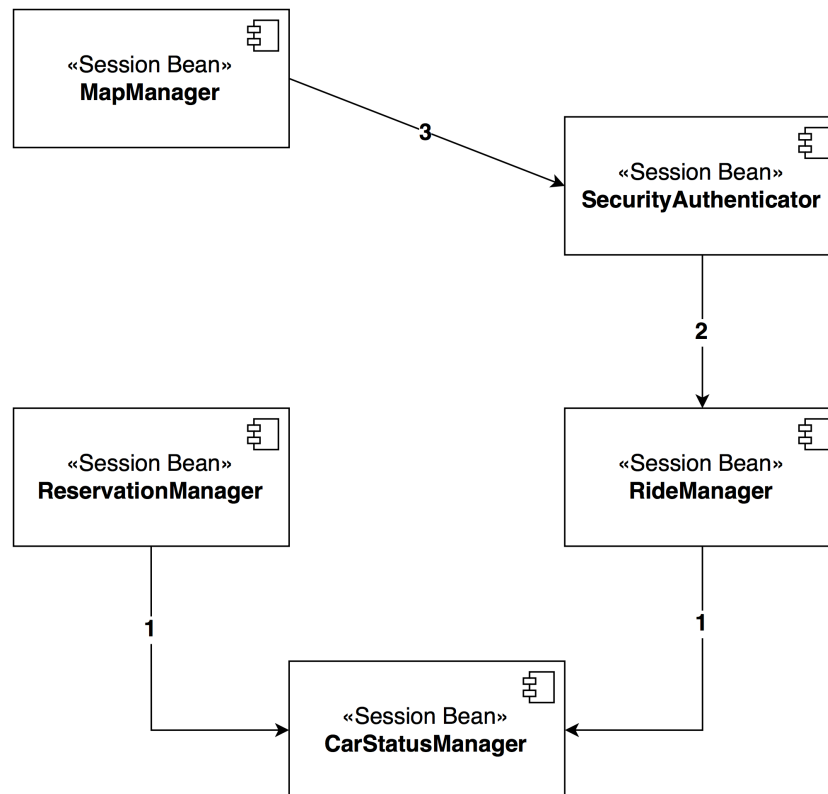 «Session Bean»
MapManager
3
«Session Bean»
SecurityAuthenticator
2
«Session Bean»
ReservationManager
«Session Bean»
RideManager
1
1
«Session Bean»
CarStatusManager